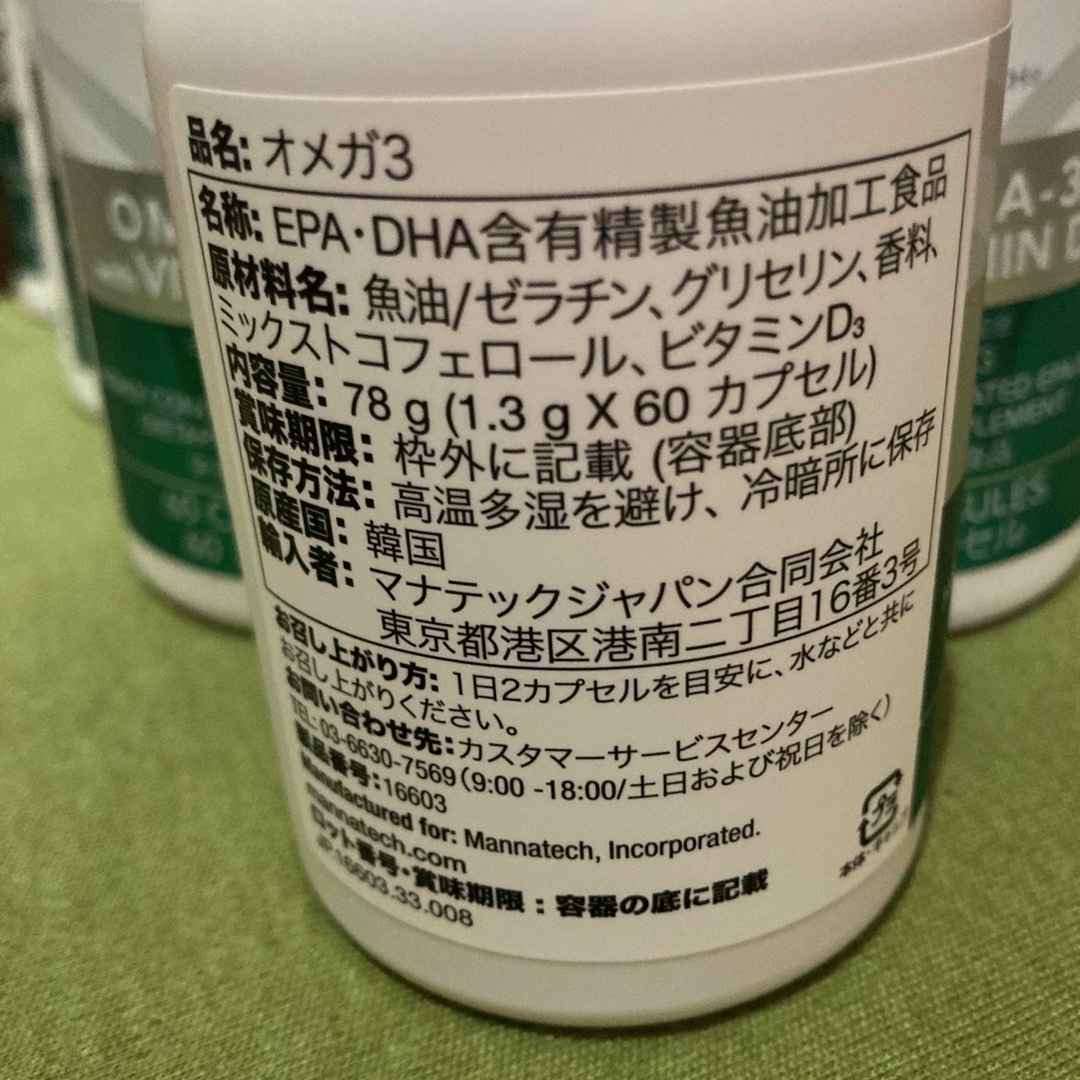 品名: オメガ3
名称: EPA・DHA含有精製魚油加工食品
原材料名: 魚油/ゼラチン、グリセリン、香料、
ミックストコフェロール、ビタミンD₃
内容量: 78 g (1.3 g X 60 カプセル)
賞味期限: 枠外に記載 (容器底部)
保存方法: 高温多湿を避け、冷暗所に保存
原産国: 韓国
輸入者: マナテックジャパン合同会社
東京都港区港南二丁目16番3号
お召し上がり方: 1日2カプセルを目安に、水などと共に
お召し上がりください。
お問い合わせ先: カスタマーサービスセンター
TEL: 03-6630-7569 (9:00 -18:00/土日および祝日を除く)
製品番号: 16603
Manufactured for: Mannatech, Incorporated.
mannatech.com
ロット番号・賞味期限 : 容器の底に記載
JP.16603.33.008
プラ
OM
VI
60 C
60
A-3
MIN D
ULES
セル